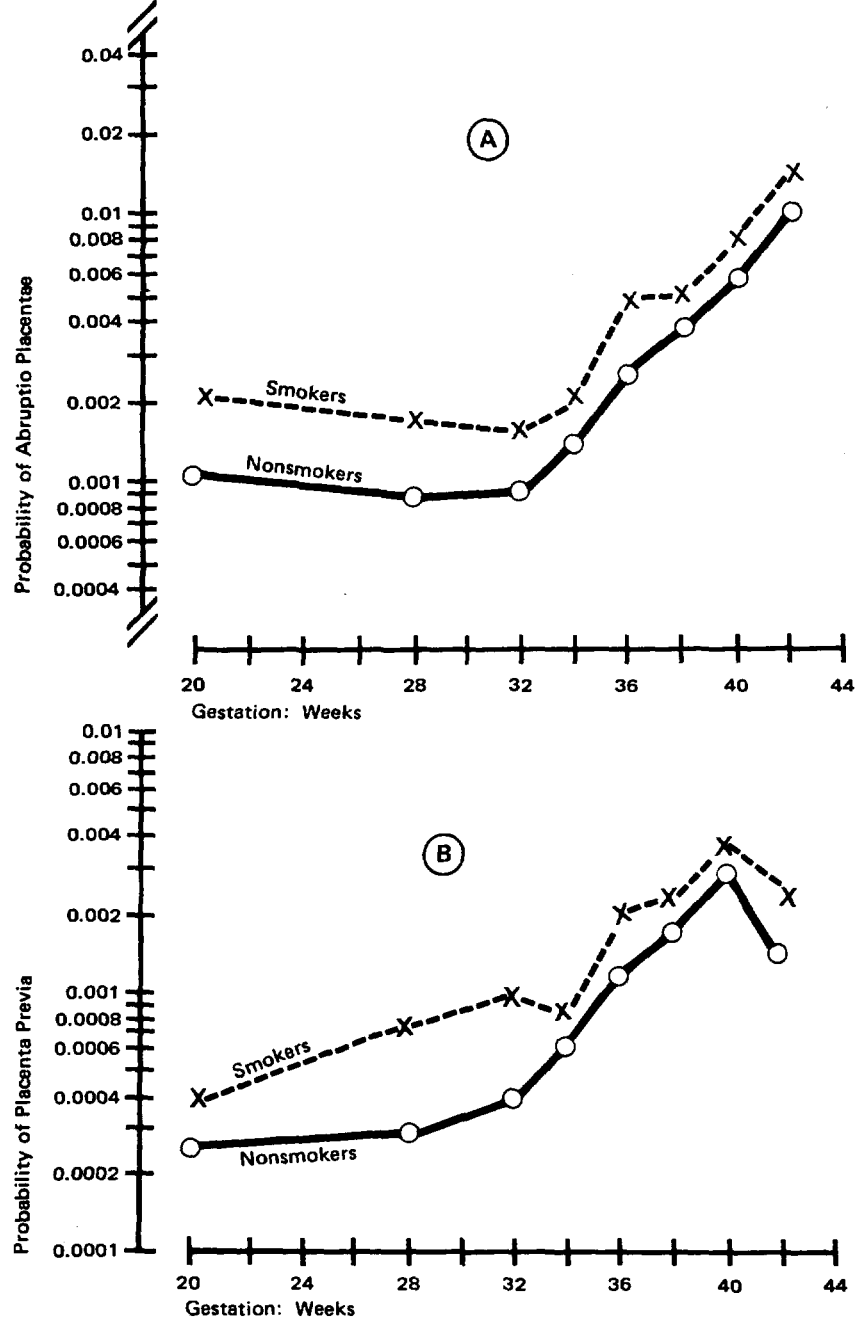 0.04
0.02
A
0.01
0.008
0.006
0.004
0.002
0.001
0.0008
0.0006
0.0004
Probability of Abruptio Placentae
Smokers
Nonsmokers
20 24 28 32 36 40 44
Gestation: Weeks
0.01
0.008
0.006
0.004
B
0.002
0.001
0.0008
0.0006
0.0004
0.0002
0.0001
Probability of Placenta Previa
Smokers
Nonsmokers
20 24 28 32 36 40 44
Gestation: Weeks